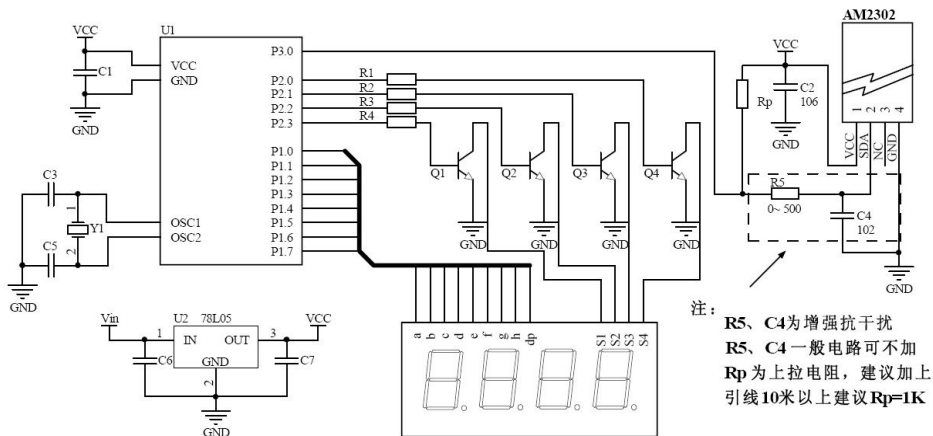 AM2302
U1
VCC
VCC
GND
C1
GND
P3.0
P2.0
P2.1
P2.2
P2.3
R1
R2
R3
R4
P1.0
P1.1
P1.2
P1.3
P1.4
P1.5
P1.6
P1.7
OSC1
OSC2
C3
1
Y1
2
C5
GND
Q1
Q2
Q3
Q4
GND
GND
GND
GND
VCC
Rp
C2
106
GND
1
2
3
4
VCC
SDA
NC
GND
R5
0~ 500
C4
102
GND
Vin
U2 78L05
VCC
1
IN
OUT
3
GND
2
C6
C7
GND
a
b
c
d
e
f
g
h
dp
S1
S2
S3
S4
注：
R5、C4为增强抗干扰
R5、C4 一般电路可不加
Rp 为上拉电阻，建议加上
引线10米以上建议 Rp=1K